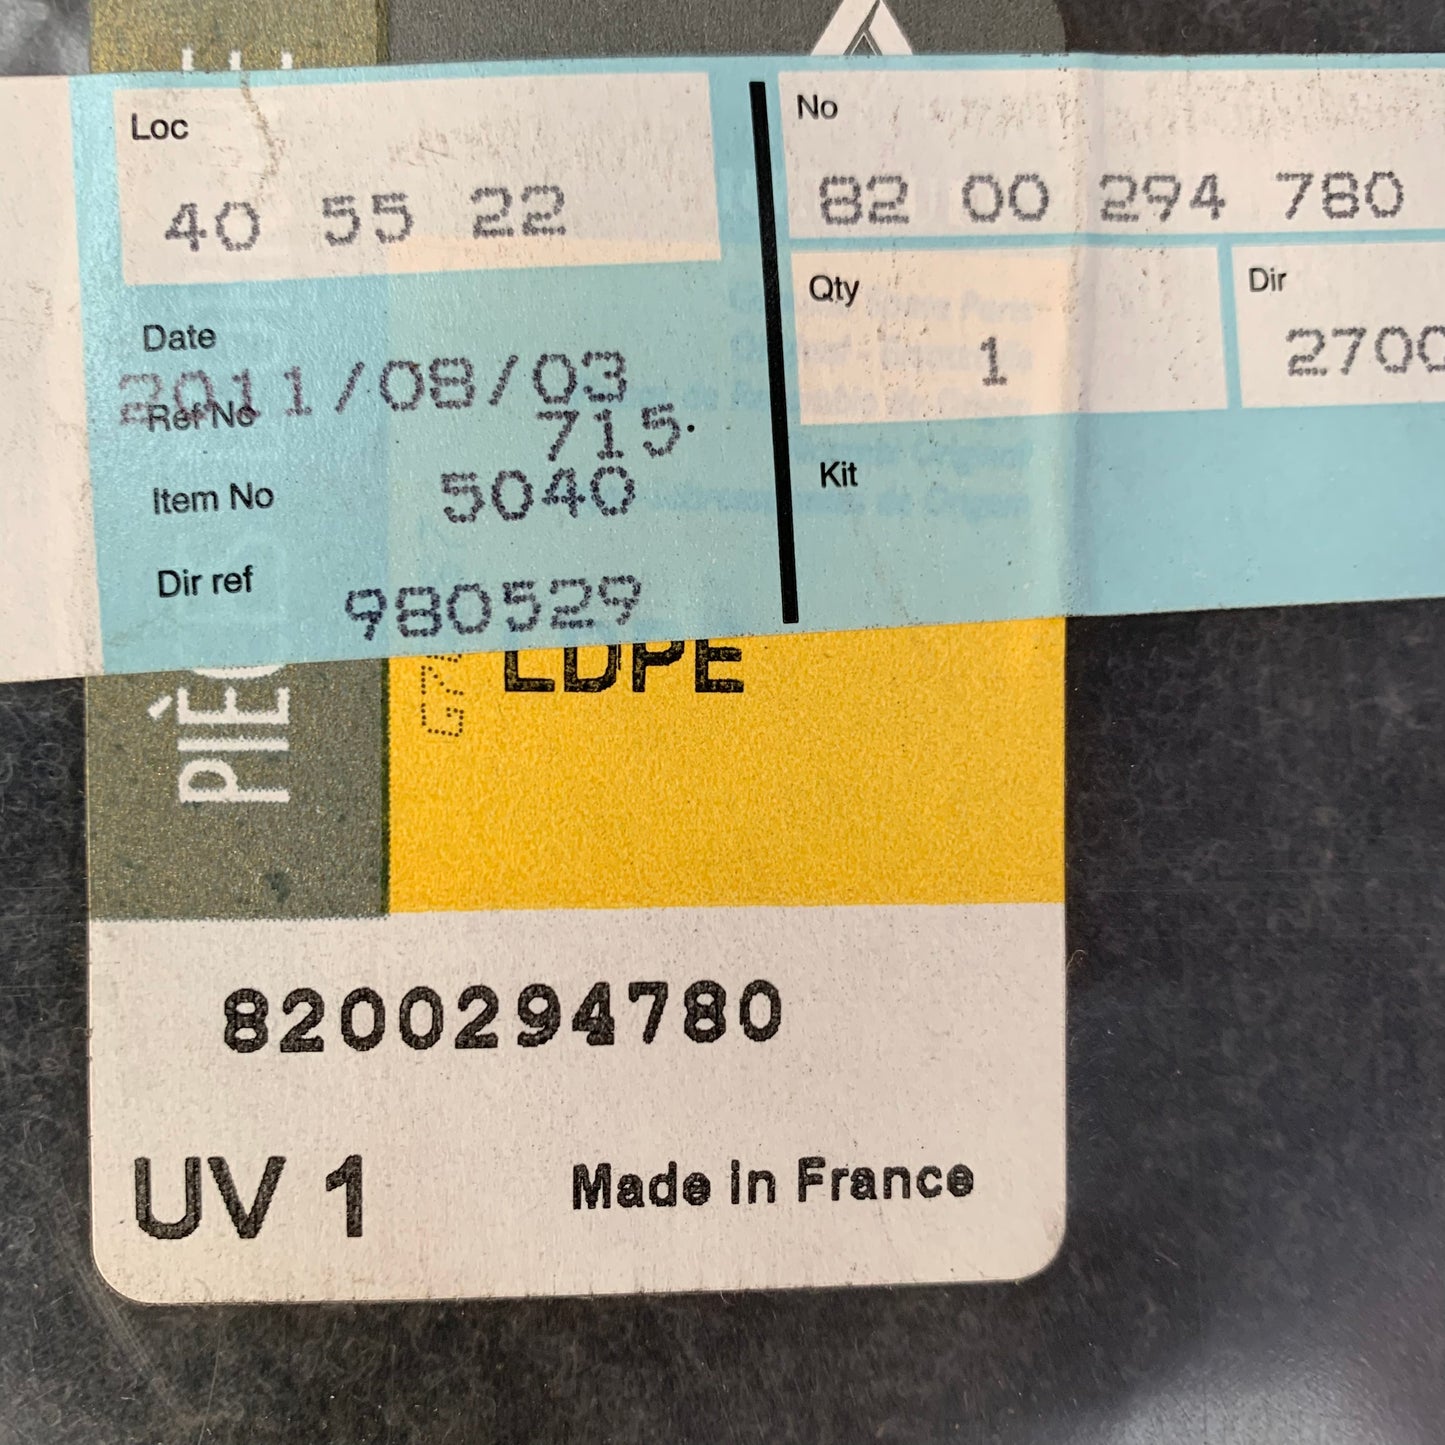 Loc
40 55 22
Date
2011/08/03
Ref No
715
Item No
5040
Dir ref
980529
No
82 00 294 780
Qty
1
Dir
2700
Kit
PIÈC
LDPE
8200294780
UV 1
Made in France